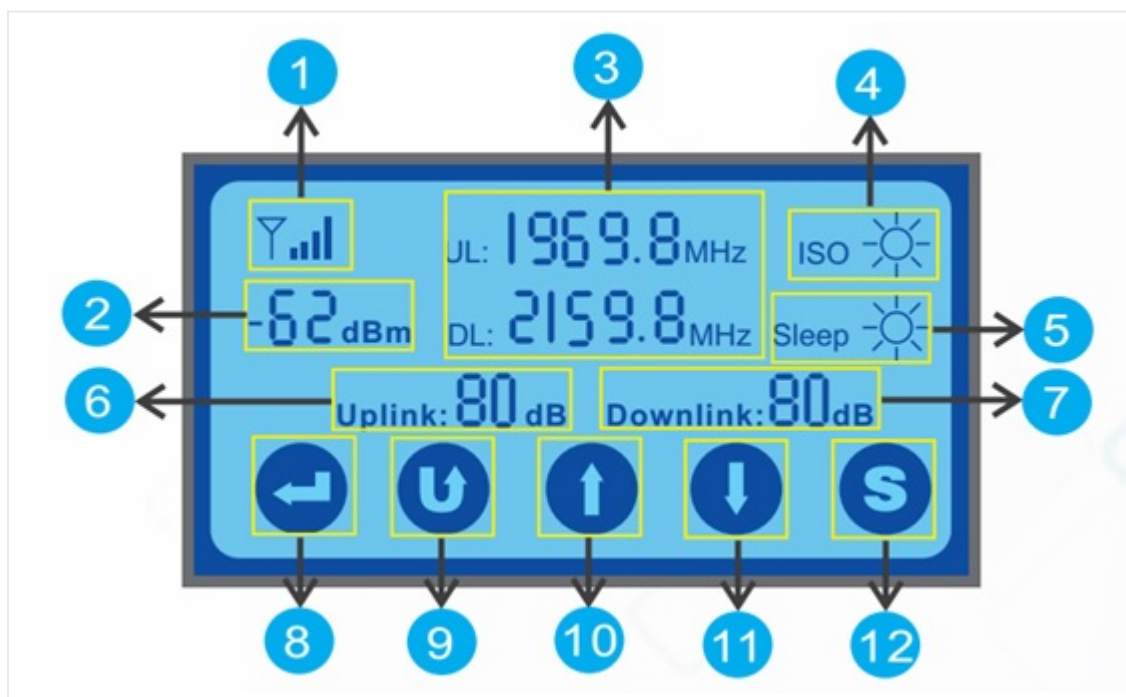 1
3
4
UL: 1969.8MHz
ISO
2
-62dBm
DL: 2159.8MHz
Sleep
5
6
Uplink:80dB
Downlink:80dB
7
S
8
9
10
11
12